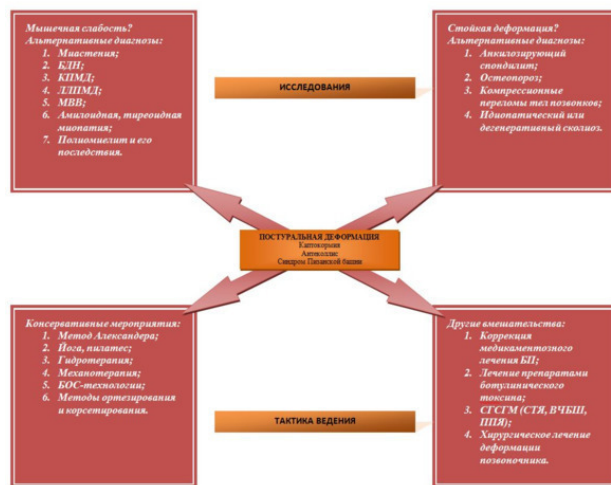 Мышечная слабость?
Альтернативные диагнозы:
1. Миастения;
2. БДН;
3. КПМД;
4. ЛЛПМД;
5. МВВ;
6. Амилоидная, тиреоидная
миопатия;
7. Полиомиелит и его
последствия.
ИССЛЕДОВАНИЯ
Стойкая деформация?
Альтернативные диагнозы:
1. Анкилозирующий
спондилит;
2. Остеопороз;
3. Компрессионные
переломы тел позвонков;
4. Идиопатический или
дегенеративный сколиоз.
ПОСТУРАЛЬНАЯ ДЕФОРМАЦИЯ
Камптокормия
Антеколлис
Синдром Пизанской башни
Консервативные мероприятия:
1. Метод Александера;
2. Йога, пилатес;
3. Гидротерапия;
4. Механотерапия;
5. БОС-технологии;
6. Методы ортезирования
и корсетирования.
ТАКТИКА ВЕДЕНИЯ
Другие вмешательства:
1. Коррекция
медикаментозного
лечения БП;
2. Лечение препаратами
ботулинического
токсина;
3. СГСГМ (СТЯ, ВЧБШ,
ППЯ);
4. Хирургическое лечение
деформации
позвоночника.